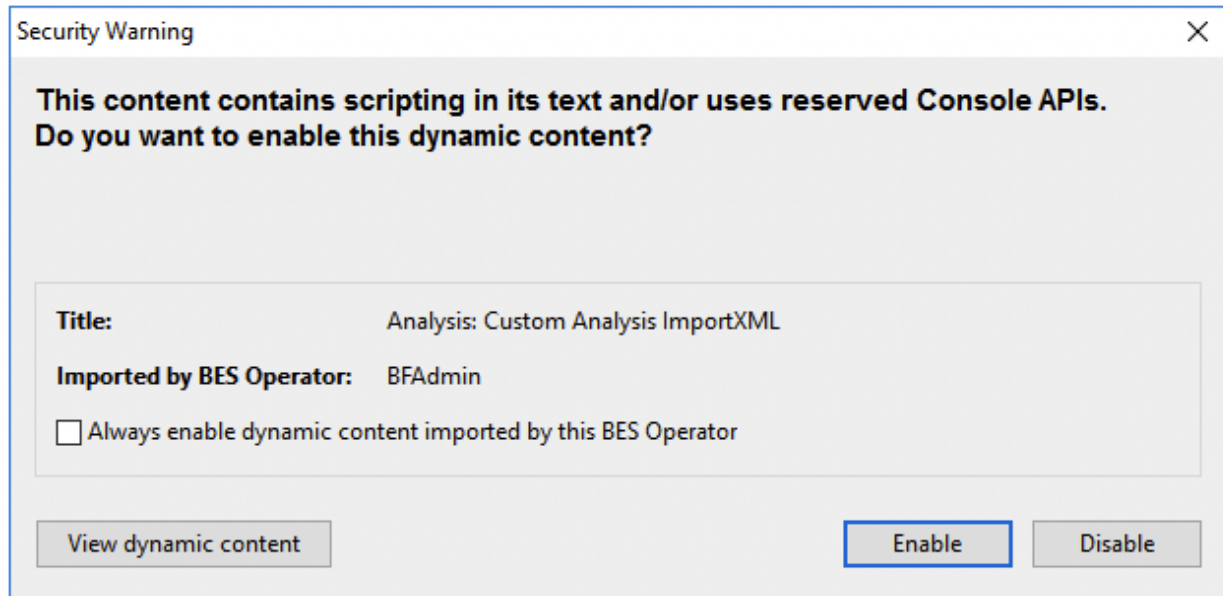 Security Warning
This content contains scripting in its text and/or uses reserved Console APIs.
Do you want to enable this dynamic content?
Title: Analysis: Custom Analysis ImportXML
Imported by BES Operator: BFAdmin
Always enable dynamic content imported by this BES Operator
View dynamic content Enable Disable